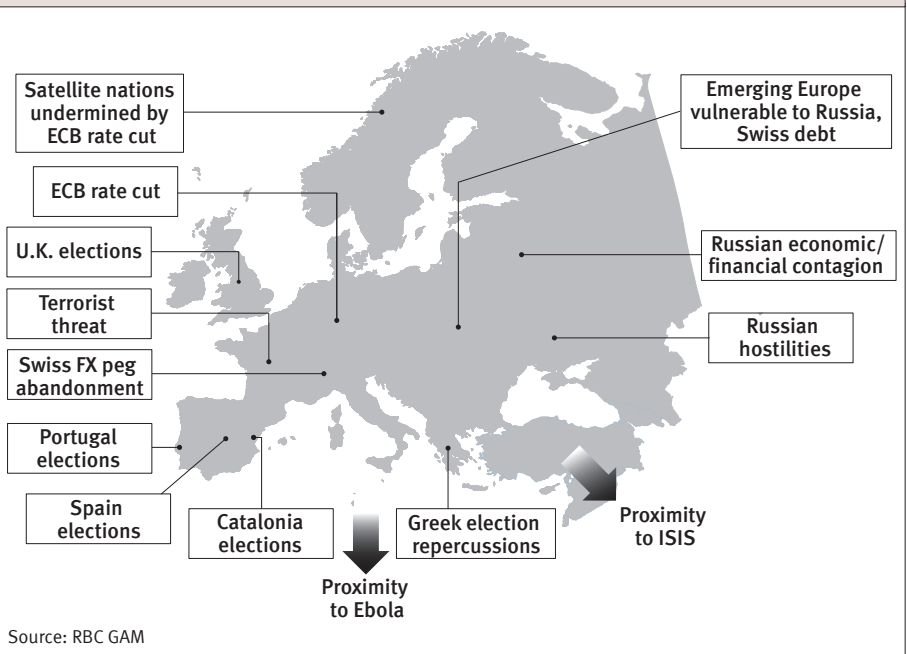 Satellite nations
undermined by
ECB rate cut
Emerging Europe
vulnerable to Russia,
Swiss debt
ECB rate cut
U.K. elections
Russian economic/
financial contagion
Terrorist
threat
Russian
hostilities
Swiss FX peg
abandonment
Portugal
elections
Spain
elections
Catalonia
elections
Greek election
repercussions
Proximity
to ISIS
Proximity
to Ebola
Source: RBC GAM